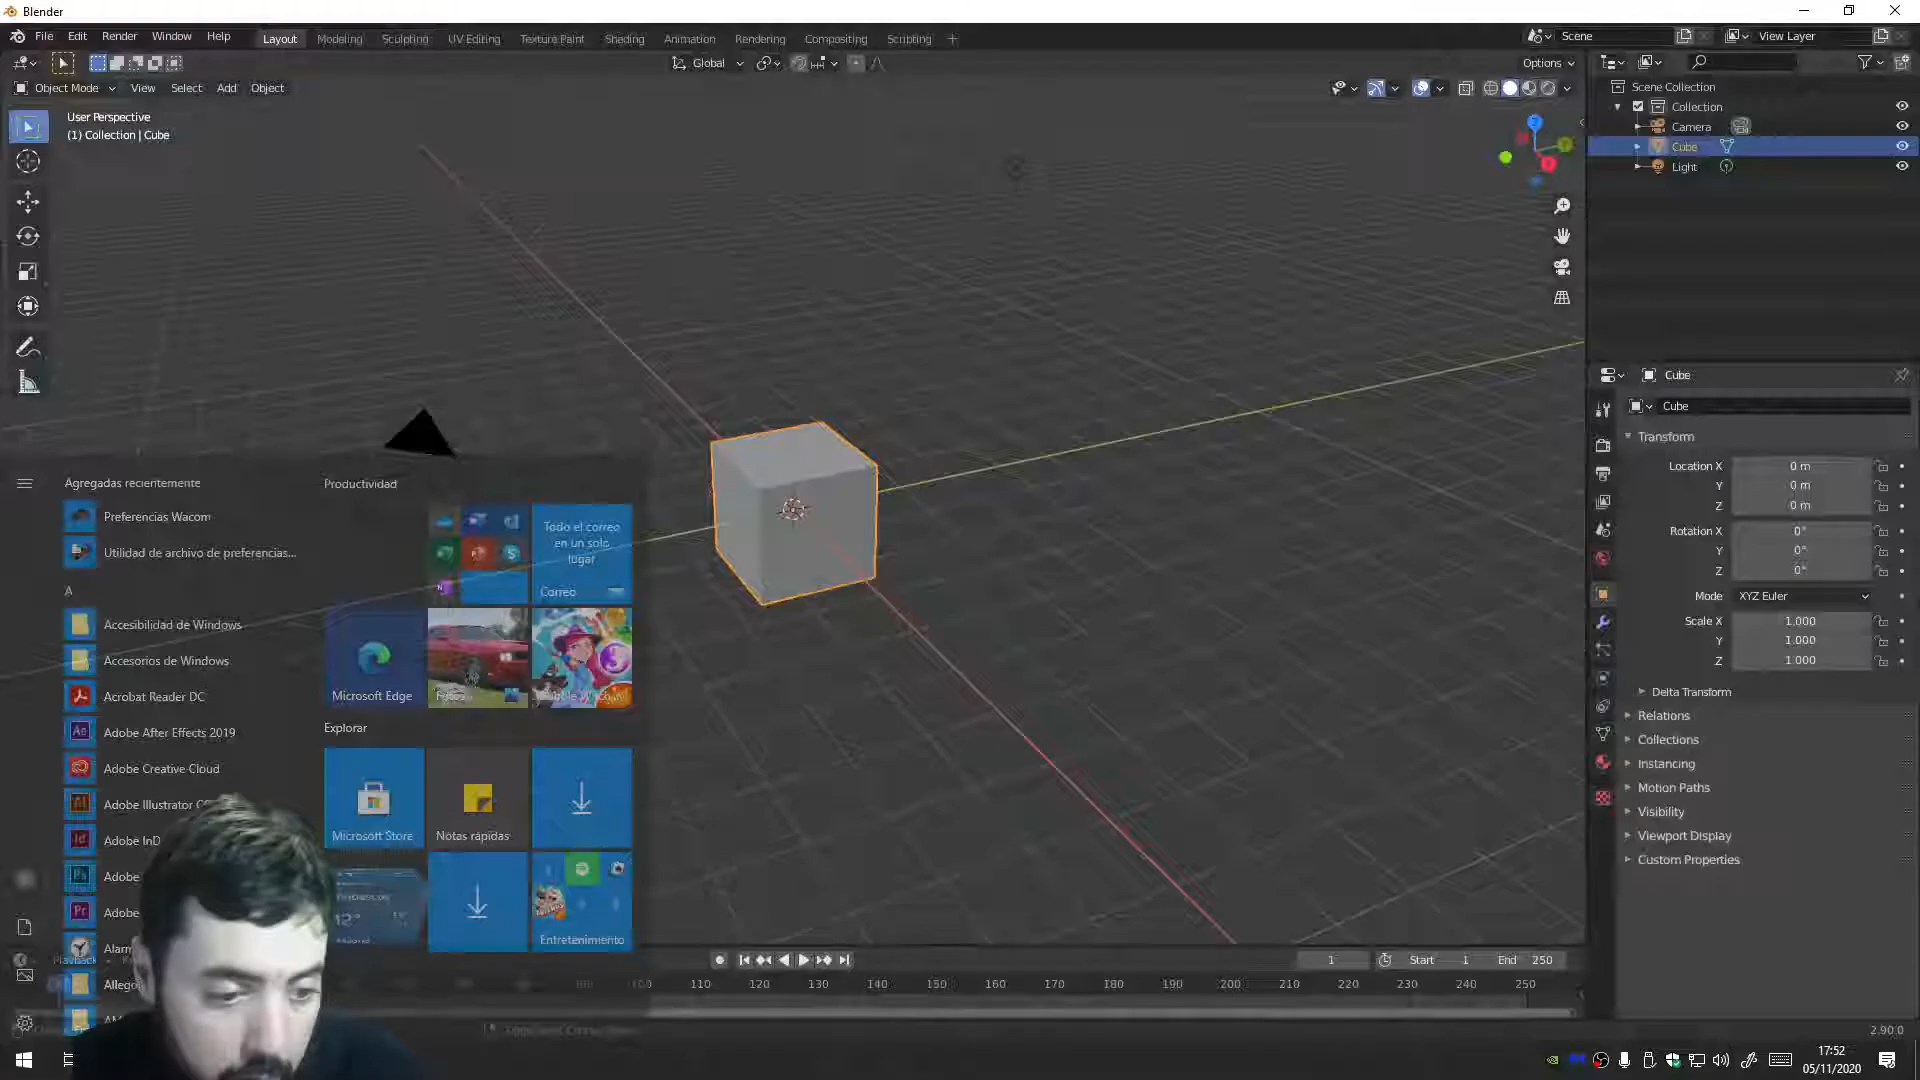 Blender
File Edit Render Window Help
Layout Modeling Sculpting UV Editing Texture Paint Shading Animation Rendering Compositing Scripting +
Scene
View Layer
Global
Options
Object Mode View Select Add Object
User Perspective
(1) Collection | Cube
Scene Collection
Collection
Camera
Cube
Light
Cube
Cube
Transform
Location X 0 m
Y 0 m
Z 0 m
Rotation X 0°
Y 0°
Z 0°
Mode XYZ Euler
Scale X 1.000
Y 1.000
Z 1.000
Delta Transform
Relations
Collections
Instancing
Motion Paths
Visibility
Viewport Display
Custom Properties
Agregadas recientemente
Preferencias Wacom
Utilidad de archivo de preferencias...
A
Accesibilidad de Windows
Accesorios de Windows
Acrobat Reader DC
Adobe After Effects 2019
Adobe Creative Cloud
Adobe Illustrator
Adobe InD
Adobe
Adobe
Alarm
Allego
Productividad
Todo el correo
en un solo
lugar
Correo
Microsoft Edge
Explorar
Microsoft Store
Notas rápidas
Entretenimiento
Playback
1
Start 1
End 250
100 110 120 130 140 150 160 170 180 190 200 210 220 230 240 250
2.90.0
17:52
05/11/2020